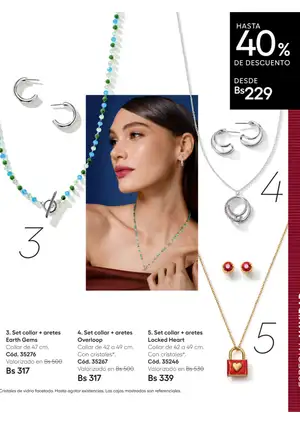 HASTA
40%
DE DESCUENTO
DESDE
Bs229
3
4
5
3. Set collar + aretes
Earth Gems
Collar de 47 cm.
Cód. 35276
Valorizado en Bs 500
Bs 317
4. Set collar + aretes
Overloop
Collar de 42 a 49 cm.
Con cristales*.
Cód. 35267
Valorizado en Bs 500
Bs 317
5. Set collar + aretes
Locked Heart
Collar de 42 a 49 cm.
Con cristales*.
Cód. 35246
Valorizado en Bs 530
Bs 339
Cristales de vidrio facetado. Hasta agotar existencias. Las cajas mostradas son referenciales.